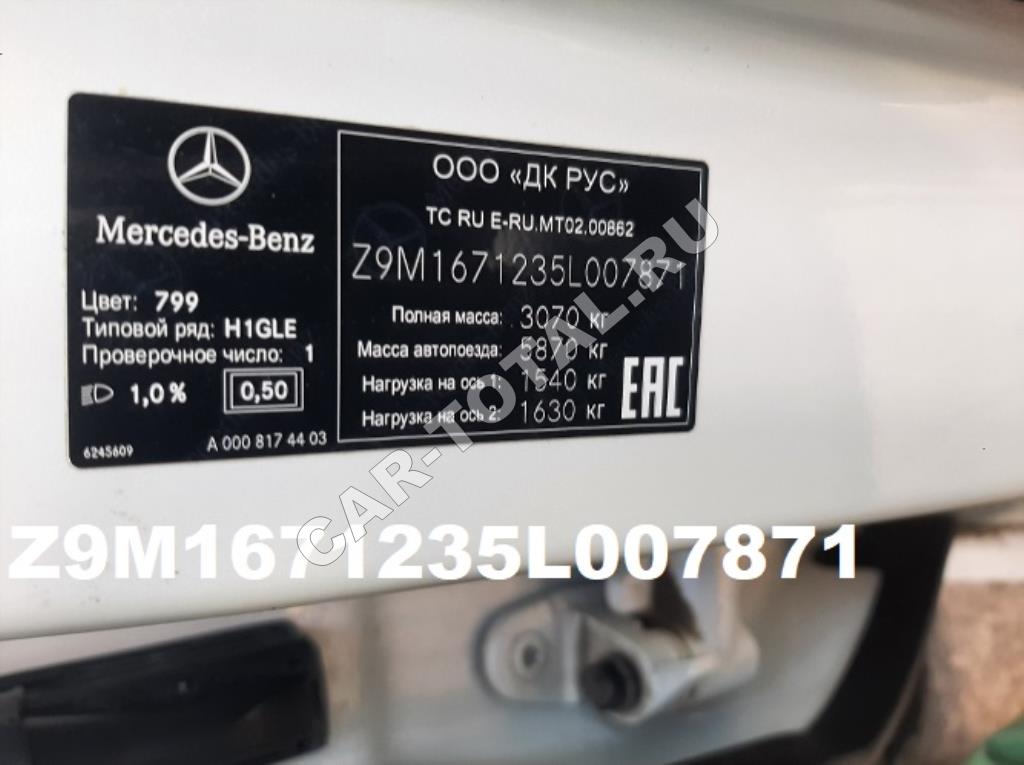 Mercedes-Benz
Цвет: 799
Типовой ряд: H1GLE
Проверочное число: 1
1,0 % 0,50
6245609
A 000 817 44 03
ООО «ДК РУС»
ТС RU E-RU.MT02.00862
Z9M1671235L007871
Полная масса: 3070 кг
Масса автопоезда: 5870 кг
Нагрузка на ось 1: 1540 кг
Нагрузка на ось 2: 1630 кг
EAC
CAR-TOTAL.RU
Z9M1671235L007871